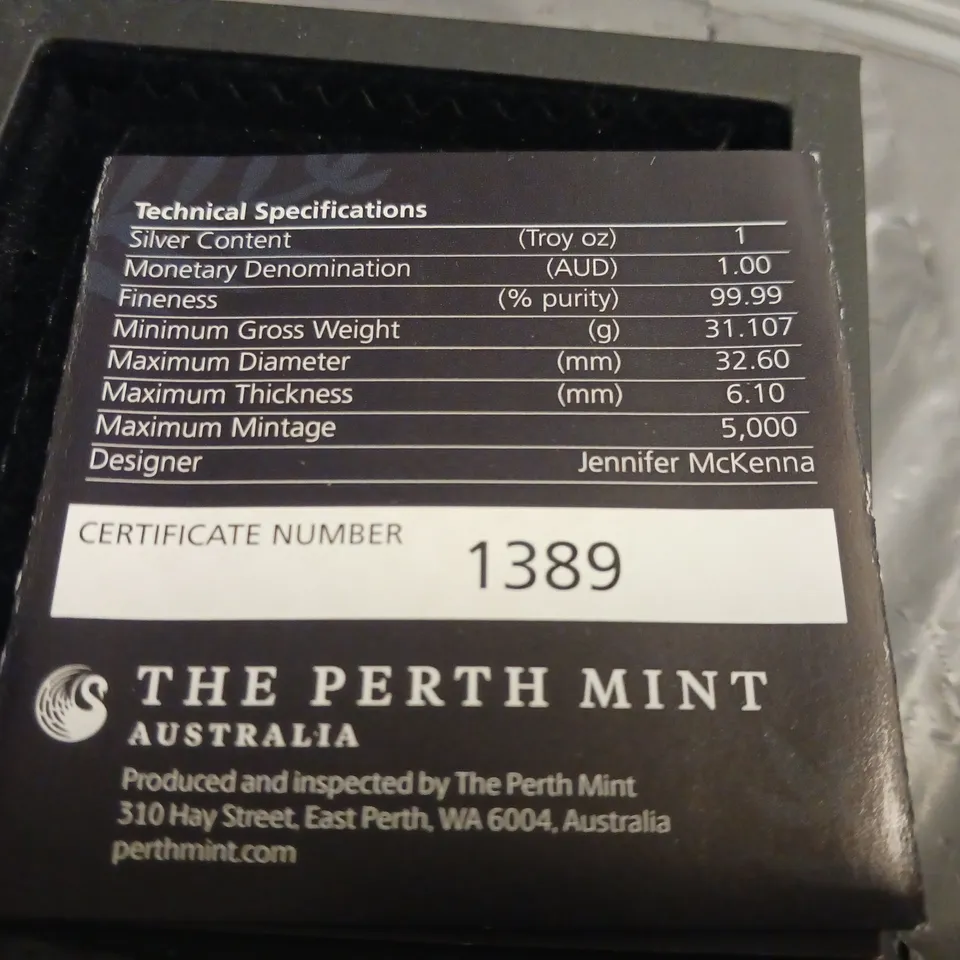 Technical Specifications
Silver Content (Troy oz) 1
Monetary Denomination (AUD) 1.00
Fineness (% purity) 99.99
Minimum Gross Weight (g) 31.107
Maximum Diameter (mm) 32.60
Maximum Thickness (mm) 6.10
Maximum Mintage 5,000
Designer Jennifer McKenna
CERTIFICATE NUMBER 1389
THE PERTH MINT
AUSTRALIA
Produced and inspected by The Perth Mint
310 Hay Street, East Perth, WA 6004, Australia
perthmint.com